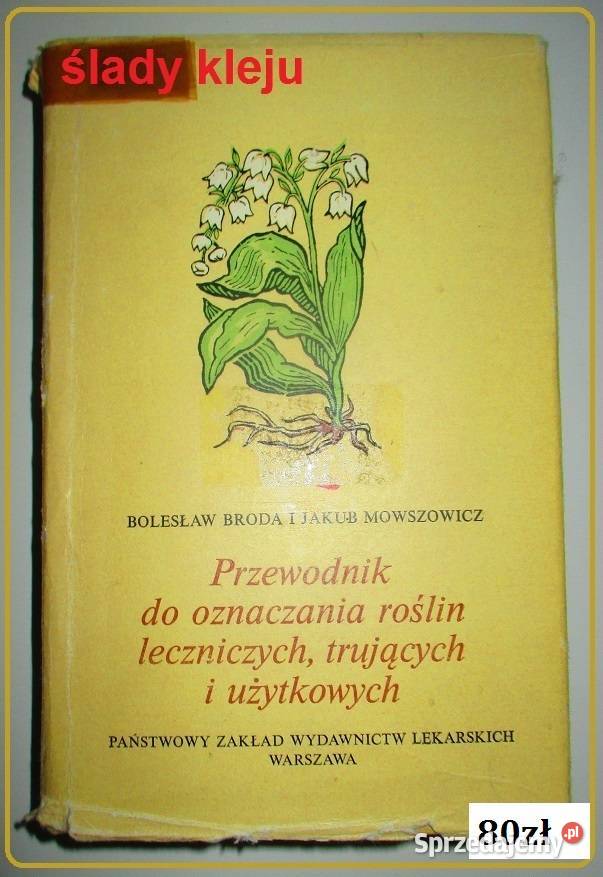 ślady kleju
BOLESŁAW BRODA I JAKUB MOWSZOWICZ
Przewodnik
do oznaczania roślin
leczniczych, trujących
i użytkowych
PAŃSTWOWY ZAKŁAD WYDAWNICTW LEKARSKICH
WARSZAWA
80zł
Sprzedajemy.pl